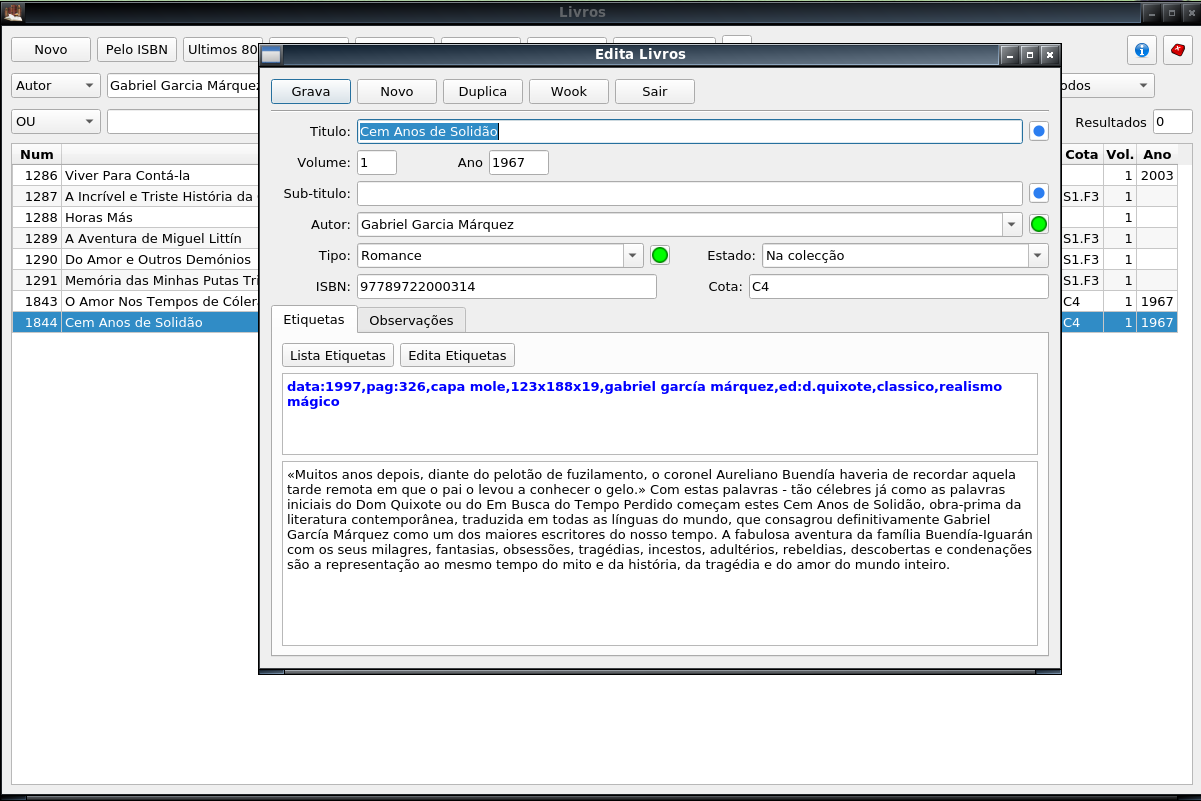 Livros
Novo
Pelo ISBN
Ultimos 80
Autor
Gabriel Garcia Márquez
OU
Resultados
0
Num
Cota
Vol.
Ano
1286 Viver Para Contá-la 1 2003
1287 A Incrível e Triste História da S1.F3 1
1288 Horas Más 1
1289 A Aventura de Miguel Littín S1.F3 1
1290 Do Amor e Outros Demónios S1.F3 1
1291 Memória das Minhas Putas S1.F3 1
1843 O Amor Nos Tempos de C4 1 1967
1844 Cem Anos de Solidão C4 1 1967
Edita Livros
Grava
Novo
Duplica
Wook
Sair
Titulo: Cem Anos de Solidão
Volume: 1 Ano 1967
Sub-titulo:
Autor: Gabriel Garcia Márquez
Tipo: Romance Estado: Na colecção
ISBN: 97789722000314 Cota: C4
Etiquetas
Observações
Lista Etiquetas
Edita Etiquetas
data:1997,pag:326,capa mole,123x188x19,gabriel garcía márquez,ed:d.quixote,classico,realismo
mágico
«Muitos anos depois, diante do pelotão de fuzilamento, o coronel Aureliano Buendía haveria de recordar aquela
tarde remota em que o pai o levou a conhecer o gelo.» Com estas palavras - tão célebres já como as palavras
iniciais do Dom Quixote ou do Em Busca do Tempo Perdido começam estes Cem Anos de Solidão, obra-prima da
literatura contemporânea, traduzida em todas as línguas do mundo, que consagrou definitivamente Gabriel
García Márquez como um dos maiores escritores do nosso tempo. A fabulosa aventura da família Buendía-Iguarán
com os seus milagres, fantasias, obsessões, tragédias, incestos, adultérios, rebeldias, descobertas e condenações
são a representação ao mesmo tempo do mito e da história, da tragédia e do amor do mundo inteiro.